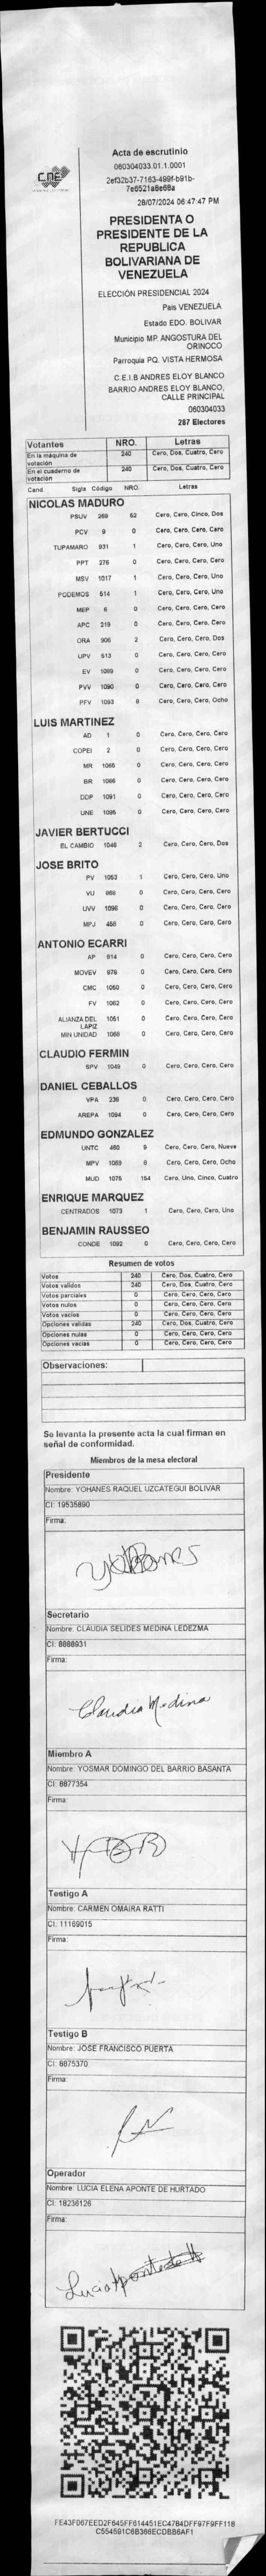 CNE
Acta de escrutinio
060304033.01.1.0001
2ef32b37-7163-499f-b91b-
7e6521a8e68a
28/07/2024 06:47:47 PM
PRESIDENTA O
PRESIDENTE DE LA
REPUBLICA
BOLIVARIANA DE
VENEZUELA
ELECCIÓN PRESIDENCIAL 2024
Pais VENEZUELA
Estado EDO. BOLIVAR
Municipio MP. ANGOSTURA DEL
ORINOCO
Parroquia PQ. VISTA HERMOSA
C.E.I.B ANDRES ELOY BLANCO
BARRIO ANDRES ELOY BLANCO,
CALLE PRINCIPAL
060304033
287 Electores
Votantes NRO. Letras
En la maquina de votación 240 Cero, Dos, Cuatro, Cero
En el cuaderno de votación 240 Cero, Dos, Cuatro, Cero
Cand Sigla Código NRO. Letras
NICOLAS MADURO
PSUV 269 52 Cero, Cero, Cinco, Dos
PCV 9 0 Cero, Cero, Cero, Cero
TUPAMARO 931 1 Cero, Cero, Cero, Uno
PPT 276 0 Cero, Cero, Cero, Cero
MSV 1017 1 Cero, Cero, Cero, Uno
PODEMOS 514 1 Cero, Cero, Cero, Uno
MEP 6 0 Cero, Cero, Cero, Cero
APC 219 0 Cero, Cero, Cero, Cero
ORA 906 2 Cero, Cero, Cero, Dos
UPV 513 0 Cero, Cero, Cero, Cero
EV 1089 0 Cero, Cero, Cero, Cero
PVV 1090 0 Cero, Cero, Cero, Cero
PFV 1093 8 Cero, Cero, Cero, Ocho
LUIS MARTINEZ
AD 1 0 Cero, Cero, Cero, Cero
COPEI 2 0 Cero, Cero, Cero, Cero
MR 1065 0 Cero, Cero, Cero, Cero
BR 1066 0 Cero, Cero, Cero, Cero
DDP 1091 0 Cero, Cero, Cero, Cero
UNE 1095 0 Cero, Cero, Cero, Cero
JAVIER BERTUCCI
EL CAMBIO 1046 2 Cero, Cero, Cero, Dos
JOSE BRITO
PV 1053 1 Cero, Cero, Cero, Uno
VU 968 0 Cero, Cero, Cero, Cero
UVV 1096 0 Cero, Cero, Cero, Cero
MPJ 458 0 Cero, Cero, Cero, Cero
ANTONIO ECARRI
AP 914 0 Cero, Cero, Cero, Cero
MOVEV 979 0 Cero, Cero, Cero, Cero
CMC 1050 0 Cero, Cero, Cero, Cero
FV 1062 0 Cero, Cero, Cero, Cero
ALIANZA DEL LAPIZ 1051 0 Cero, Cero, Cero, Cero
MIN UNIDAD 1068 0 Cero, Cero, Cero, Cero
CLAUDIO FERMIN
SPV 1049 0 Cero, Cero, Cero, Cero
DANIEL CEBALLOS
VPA 236 0 Cero, Cero, Cero, Cero
AREPA 1094 0 Cero, Cero, Cero, Cero
EDMUNDO GONZALEZ
UNTC 460 9 Cero, Cero, Cero, Nueve
MPV 1069 8 Cero, Cero, Cero, Ocho
MUD 1075 154 Cero, Uno, Cinco, Cuatro
ENRIQUE MARQUEZ
CENTRADOS 1073 1 Cero, Cero, Cero, Uno
BENJAMIN RAUSSEO
CONDE 1092 0 Cero, Cero, Cero, Cero
Resumen de votos
Votos 240 Cero, Dos, Cuatro, Cero
Votos validos 240 Cero, Dos, Cuatro, Cero
Votos parciales 0 Cero, Cero, Cero, Cero
Votos nulos 0 Cero, Cero, Cero, Cero
Votos vacios 0 Cero, Cero, Cero, Cero
Opciones validas 240 Cero, Dos, Cuatro, Cero
Opciones nulas 0 Cero, Cero, Cero, Cero
Opciones vacias 0 Cero, Cero, Cero, Cero
Observaciones:
Se levanta la presente acta la cual firman en
señal de conformidad.
Miembros de la mesa electoral
Presidente
Nombre: YOHANES RAQUEL UZCATEGUI BOLIVAR
CI: 19535890
Firma:
Yohanes
Secretario
Nombre: CLAUDIA SELIDES MEDINA LEDEZMA
CI: 8888931
Firma:
Claudia Medina
Miembro A
Nombre: YOSMAR DOMINGO DEL BARRIO BASANTA
CI: 8877354
Firma:
Testigo A
Nombre: CARMEN OMAIRA RATTI
CI: 11169015
Firma:
Testigo B
Nombre: JOSE FRANCISCO PUERTA
CI: 8875370
Firma:
Operador
Nombre: LUCIA ELENA APONTE DE HURTADO
CI: 18236126
Firma:
Lucia Aponte de H
FE43F067EED2F645FF614451EC4784DFF97F9FF118
C554591C6B366ECDBB6AF1